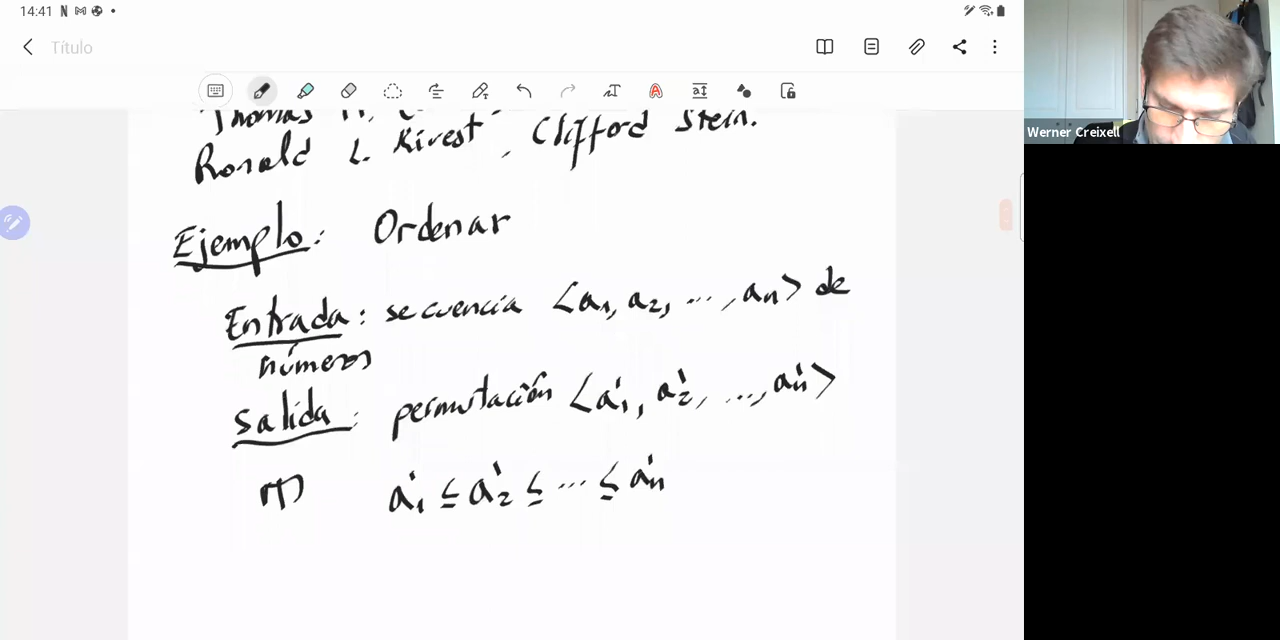 14:41
Título
Werner Creixell
Thomas H.
Ronald L. Rivest, Clifford Stein.
Ejemplo: Ordenar
Entrada: secuencia <a1, a2, ..., an> de
números
Salida: permutación <a'1, a'2, ..., a'n>
a'1 ≤ a'2 ≤ ... ≤ a'n